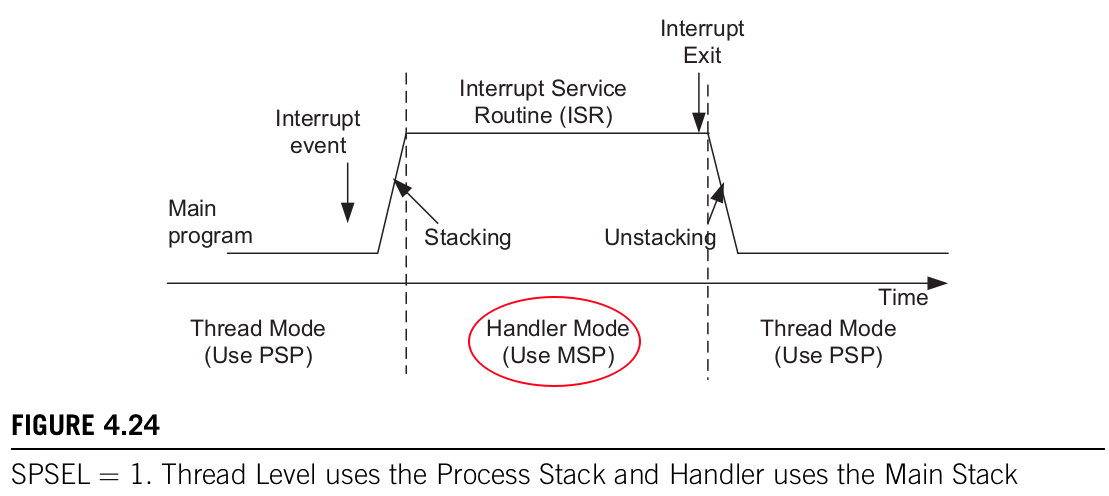 Interrupt
Exit
Interrupt Service
Routine (ISR)
Interrupt
event
Main
program
Stacking
Unstacking
Time
Thread Mode
(Use PSP)
Handler Mode
(Use MSP)
Thread Mode
(Use PSP)
FIGURE 4.24
SPSEL = 1. Thread Level uses the Process Stack and Handler uses the Main Stack